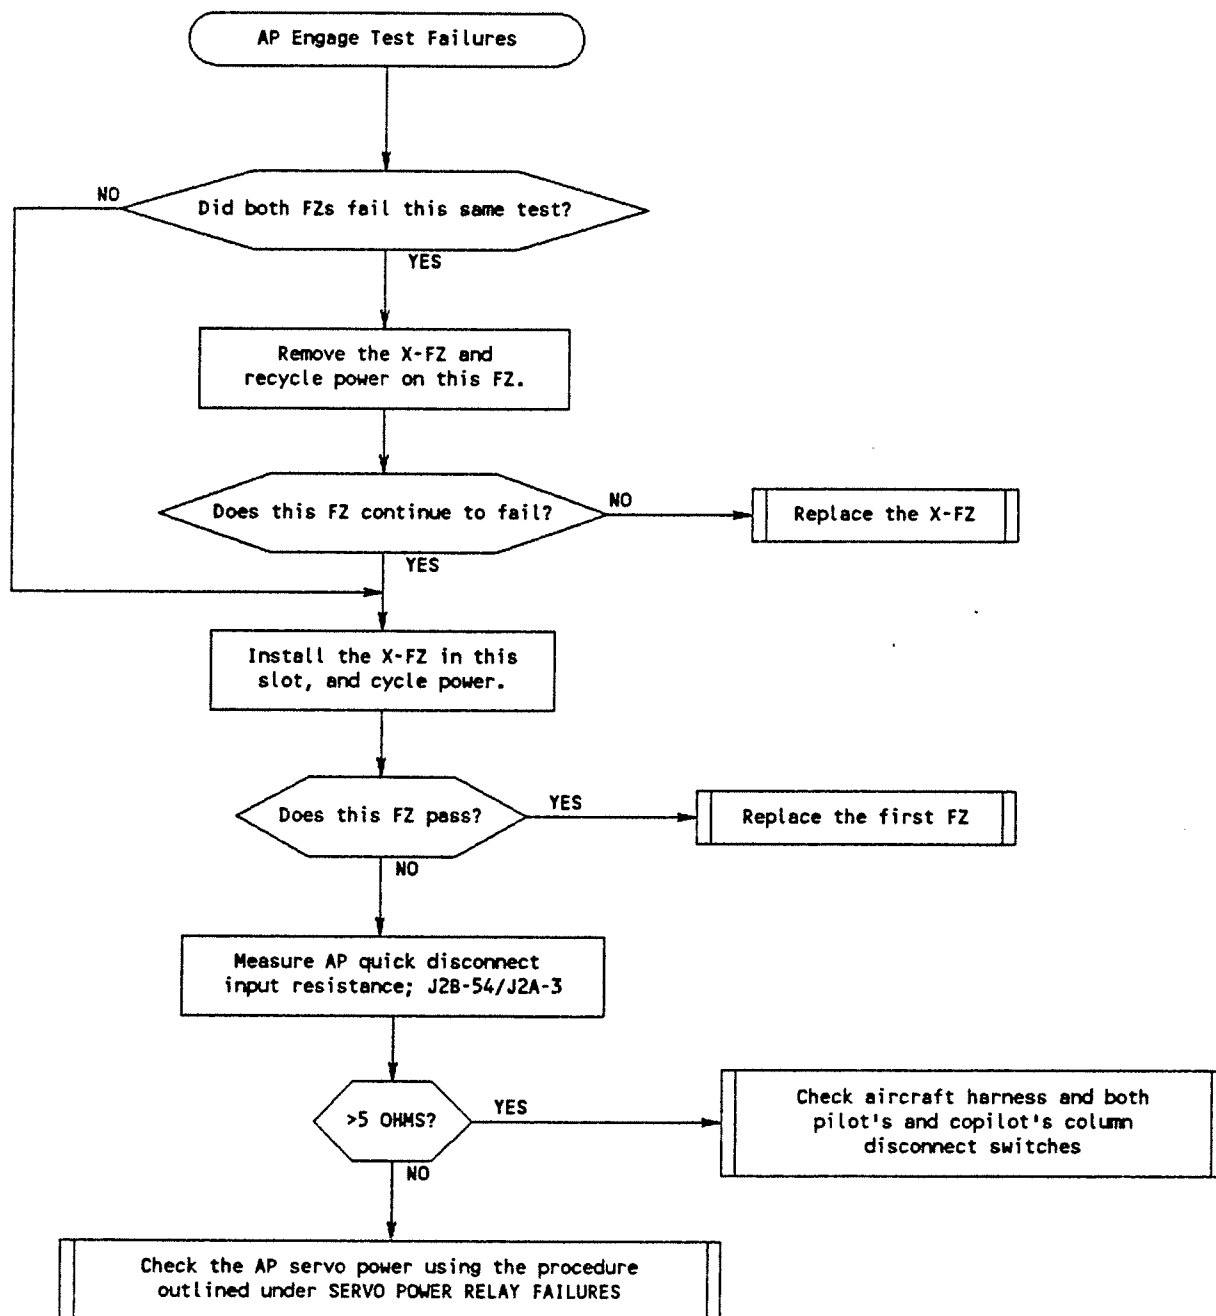 AP Engage Test Failures
NO
Did both FZs fail this same test?
YES
Remove the X-FZ and
recycle power on this FZ.
Does this FZ continue to fail?
NO
Replace the X-FZ
YES
Install the X-FZ in this
slot, and cycle power.
Does this FZ pass?
YES
Replace the first FZ
NO
Measure AP quick disconnect
input resistance; J2B-54/J2A-3
>5 OHMS?
YES
Check aircraft harness and both
pilot's and copilot's column
disconnect switches
NO
Check the AP servo power using the procedure
outlined under SERVO POWER RELAY FAILURES